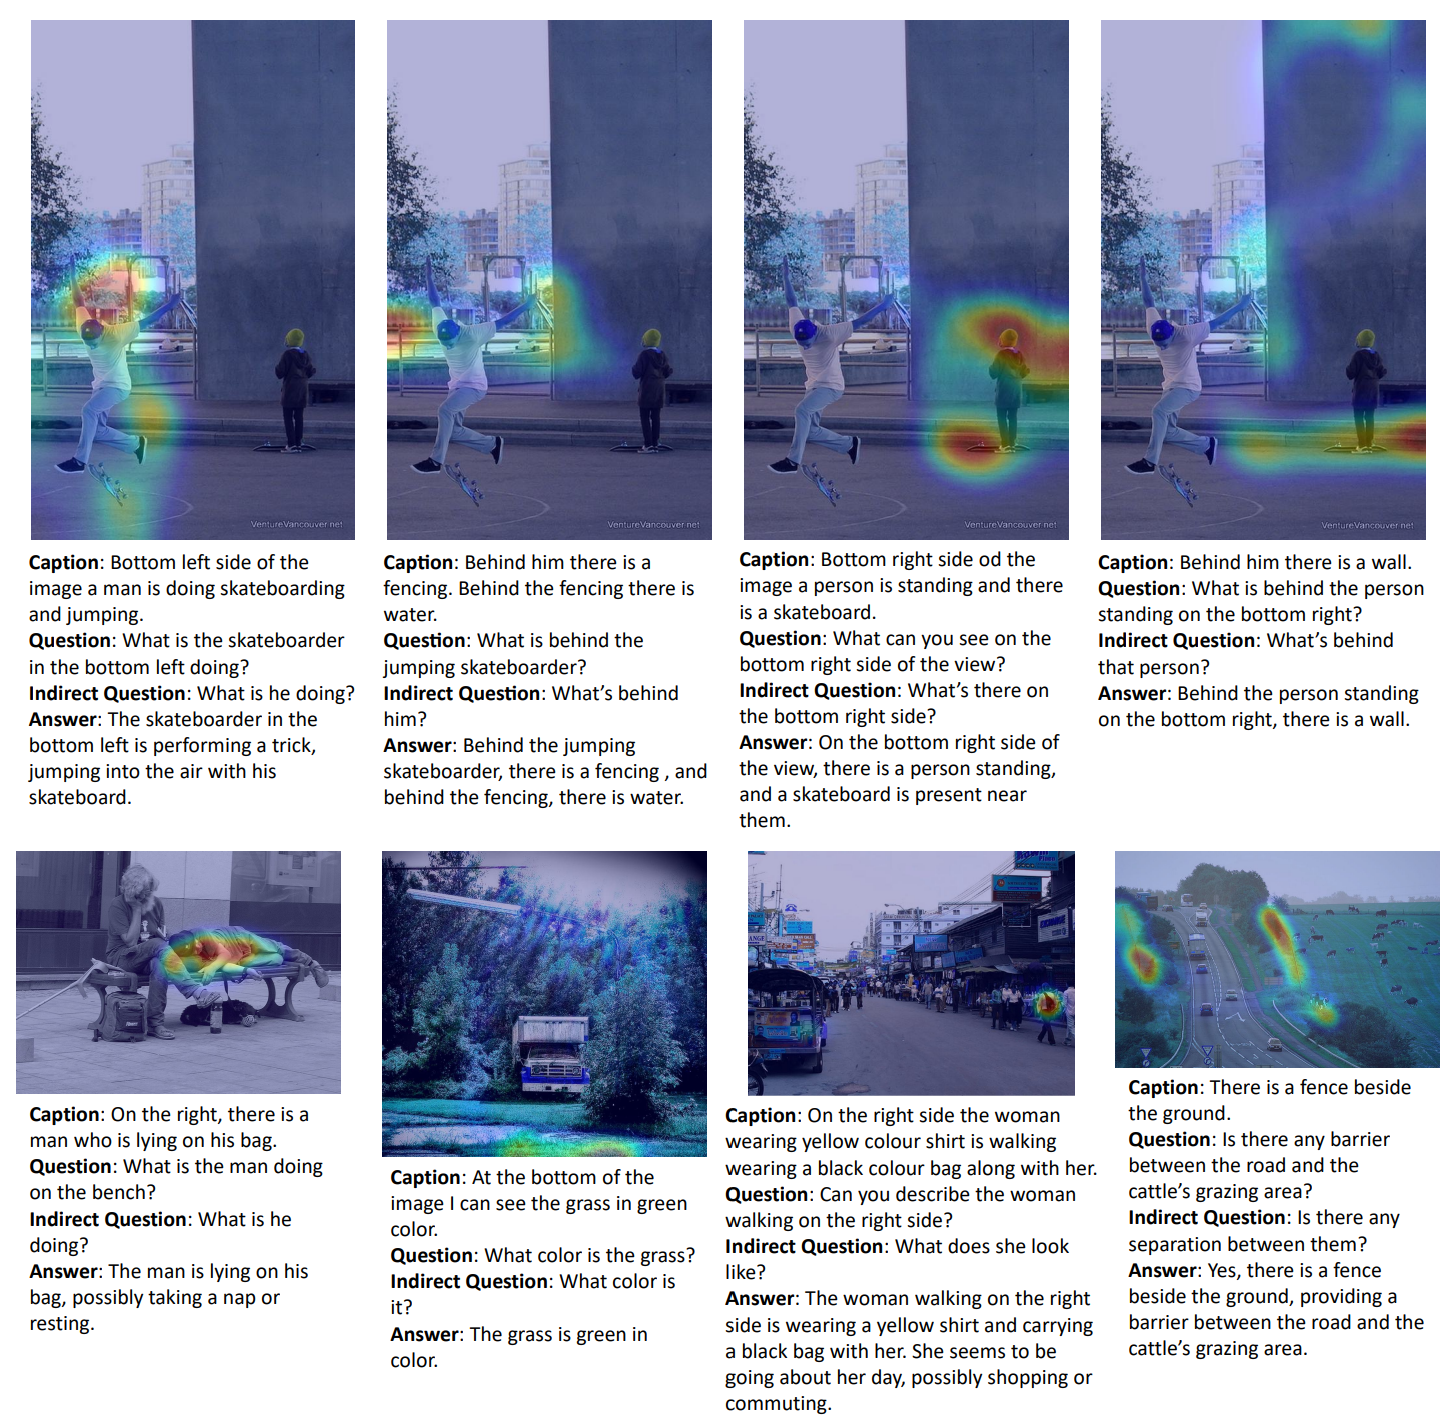 VentureVancouver.net
VentureVancouver.net
VentureVancouver.net
VentureVancouver.net
Caption: Bottom left side of the
image a man is doing skateboarding
and jumping.
Question: What is the skateboarder
in the bottom left doing?
Indirect Question: What is he doing?
Answer: The skateboarder in the
bottom left is performing a trick,
jumping into the air with his
skateboard.
Caption: Behind him there is a
fencing. Behind the fencing there is
water.
Question: What is behind the
jumping skateboarder?
Indirect Question: What's behind
him?
Answer: Behind the jumping
skateboarder, there is a fencing , and
behind the fencing, there is water.
Caption: Bottom right side od the
image a person is standing and there
is a skateboard.
Question: What can you see on the
bottom right side of the view?
Indirect Question: What's there on
the bottom right side?
Answer: On the bottom right side of
the view, there is a person standing,
and a skateboard is present near
them.
Caption: Behind him there is a wall.
Question: What is behind the person
standing on the bottom right?
Indirect Question: What's behind
that person?
Answer: Behind the person standing
on the bottom right, there is a wall.
Caption: On the right, there is a
man who is lying on his bag.
Question: What is the man doing
on the bench?
Indirect Question: What is he
doing?
Answer: The man is lying on his
bag, possibly taking a nap or
resting.
Caption: At the bottom of the
image I can see the grass in green
color.
Question: What color is the grass?
Indirect Question: What color is
it?
Answer: The grass is green in
color.
Caption: On the right side the woman
wearing yellow colour shirt is walking
wearing a black colour bag along with her.
Question: Can you describe the woman
walking on the right side?
Indirect Question: What does she look
like?
Answer: The woman walking on the right
side is wearing a yellow shirt and carrying
a black bag with her. She seems to be
going about her day, possibly shopping or
commuting.
Caption: There is a fence beside
the ground.
Question: Is there any barrier
between the road and the
cattle's grazing area?
Indirect Question: Is there any
separation between them?
Answer: Yes, there is a fence
beside the ground, providing a
barrier between the road and the
cattle's grazing area.